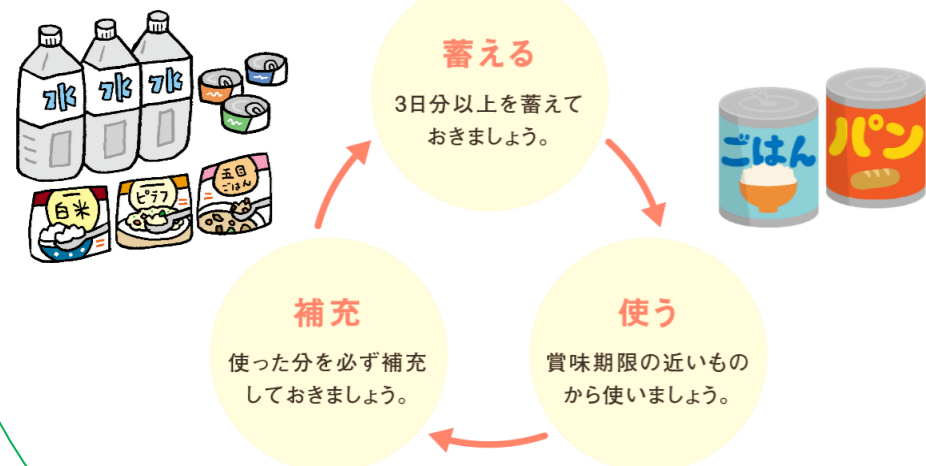 水
水
水
白米
ピラフ
五目
ごはん
蓄える
3日分以上を蓄えて
おきましょう。
ごはん
パン
補充
使った分を必ず補充
しておきましょう。
使う
賞味期限の近いもの
から使いましょう。